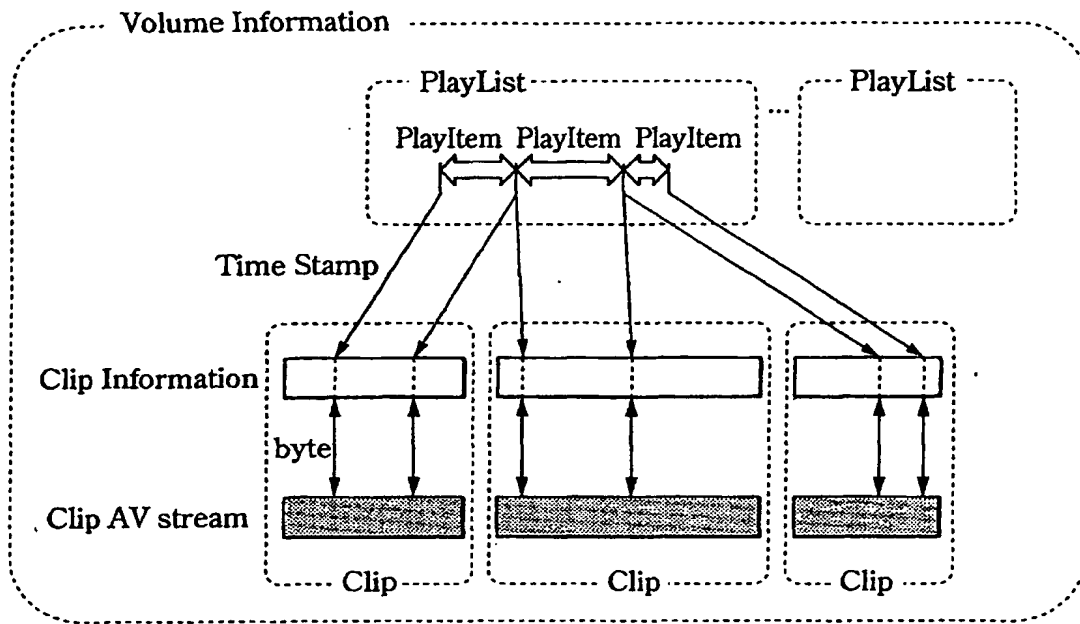 Volume Information
PlayList ... PlayList
PlayItem PlayItem PlayItem
Time Stamp
Clip Information
byte
Clip AV stream
Clip Clip Clip